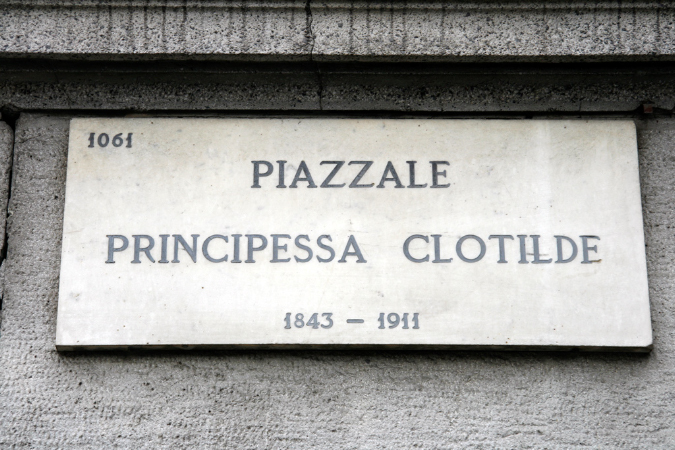 1061
PIAZZALE
PRINCIPESSA CLOTILDE
1843 - 1911